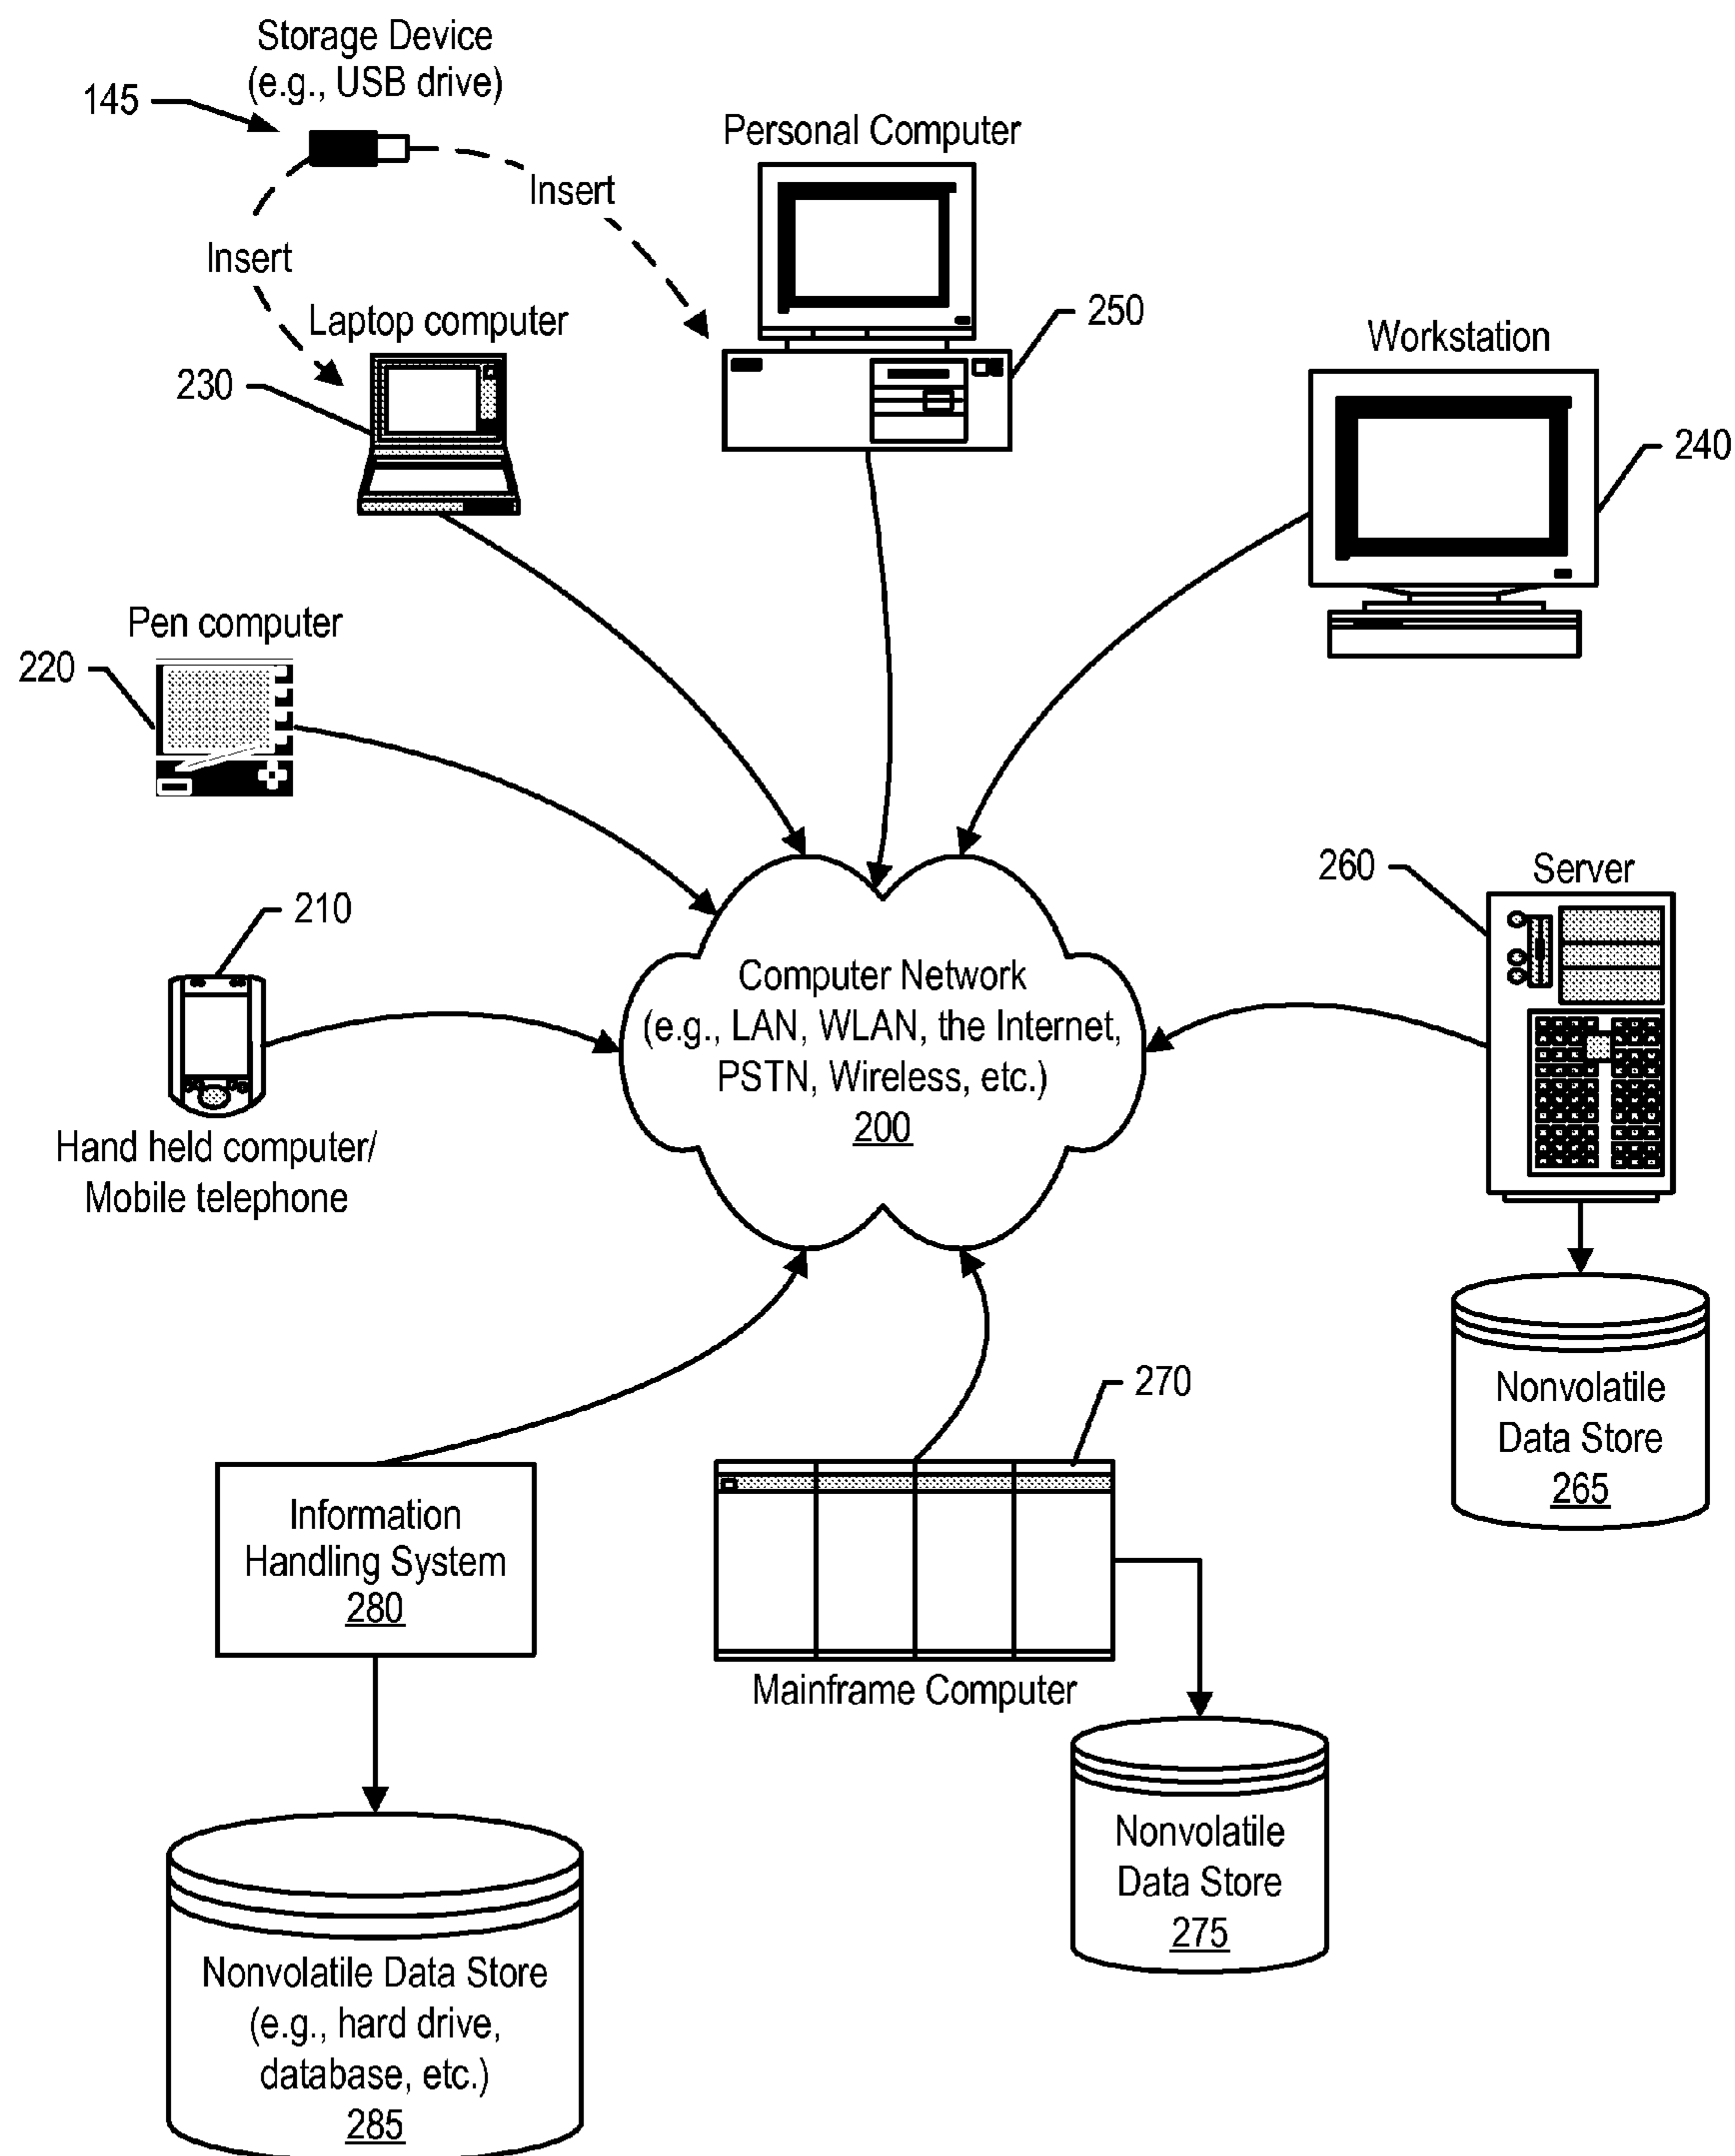 Storage Device
(e.g., USB drive)
145
Insert
Insert
Personal Computer
250
Laptop computer
230
Workstation
240
Pen computer
220
210
Hand held computer/
Mobile telephone
Computer Network
(e.g., LAN, WLAN, the Internet,
PSTN, Wireless, etc.)
200
260
Server
Nonvolatile
Data Store
265
270
Mainframe Computer
Nonvolatile
Data Store
275
Information
Handling System
280
Nonvolatile Data Store
(e.g., hard drive,
database, etc.)
285